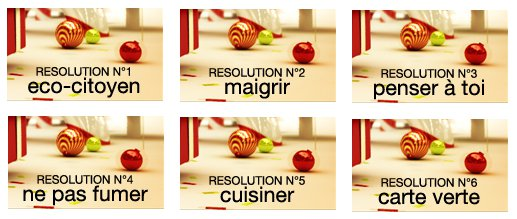 RESOLUTION N°1
eco-citoyen
RESOLUTION N°2
maigrir
RESOLUTION N°3
penser à toi
RESOLUTION N°4
ne pas fumer
RESOLUTION N°5
cuisiner
RESOLUTION N°6
carte verte